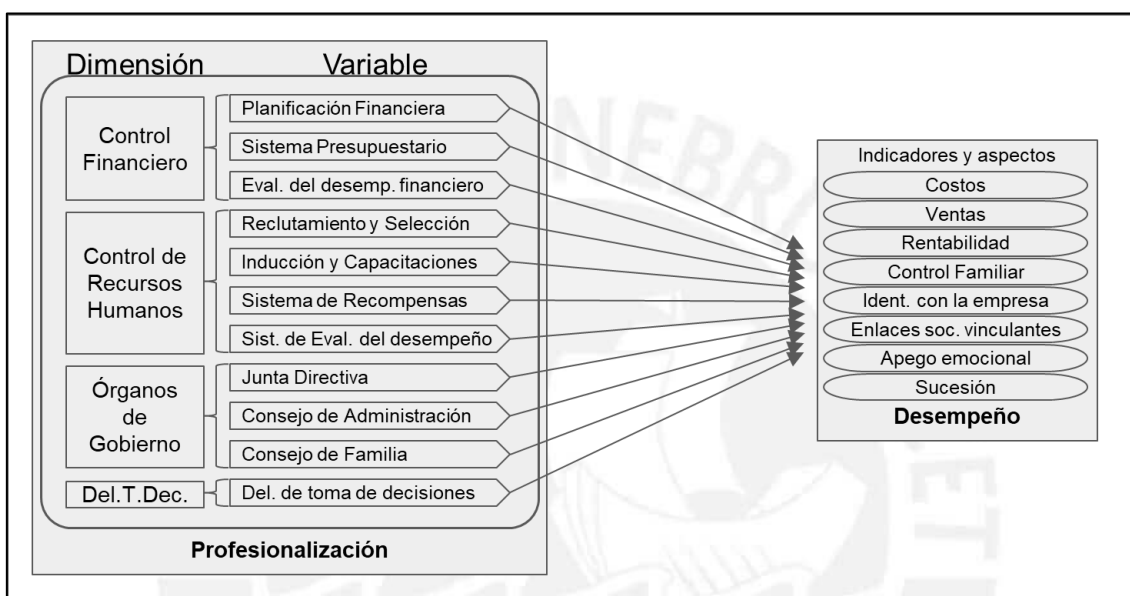 Dimensión
Variable
Control
Financiero
Planificación Financiera
Sistema Presupuestario
Eval. del desemp. financiero
Control de
Recursos
Humanos
Reclutamiento y Selección
Inducción y Capacitaciones
Sistema de Recompensas
Sist. de Eval. del desempeño
Órganos
de
Gobierno
Junta Directiva
Consejo de Administración
Consejo de Familia
Del.T.Dec.
Del. de toma de decisiones
Profesionalización
Indicadores y aspectos
Costos
Ventas
Rentabilidad
Control Familiar
Ident. con la empresa
Enlaces soc. vinculantes
Apego emocional
Sucesión
Desempeño